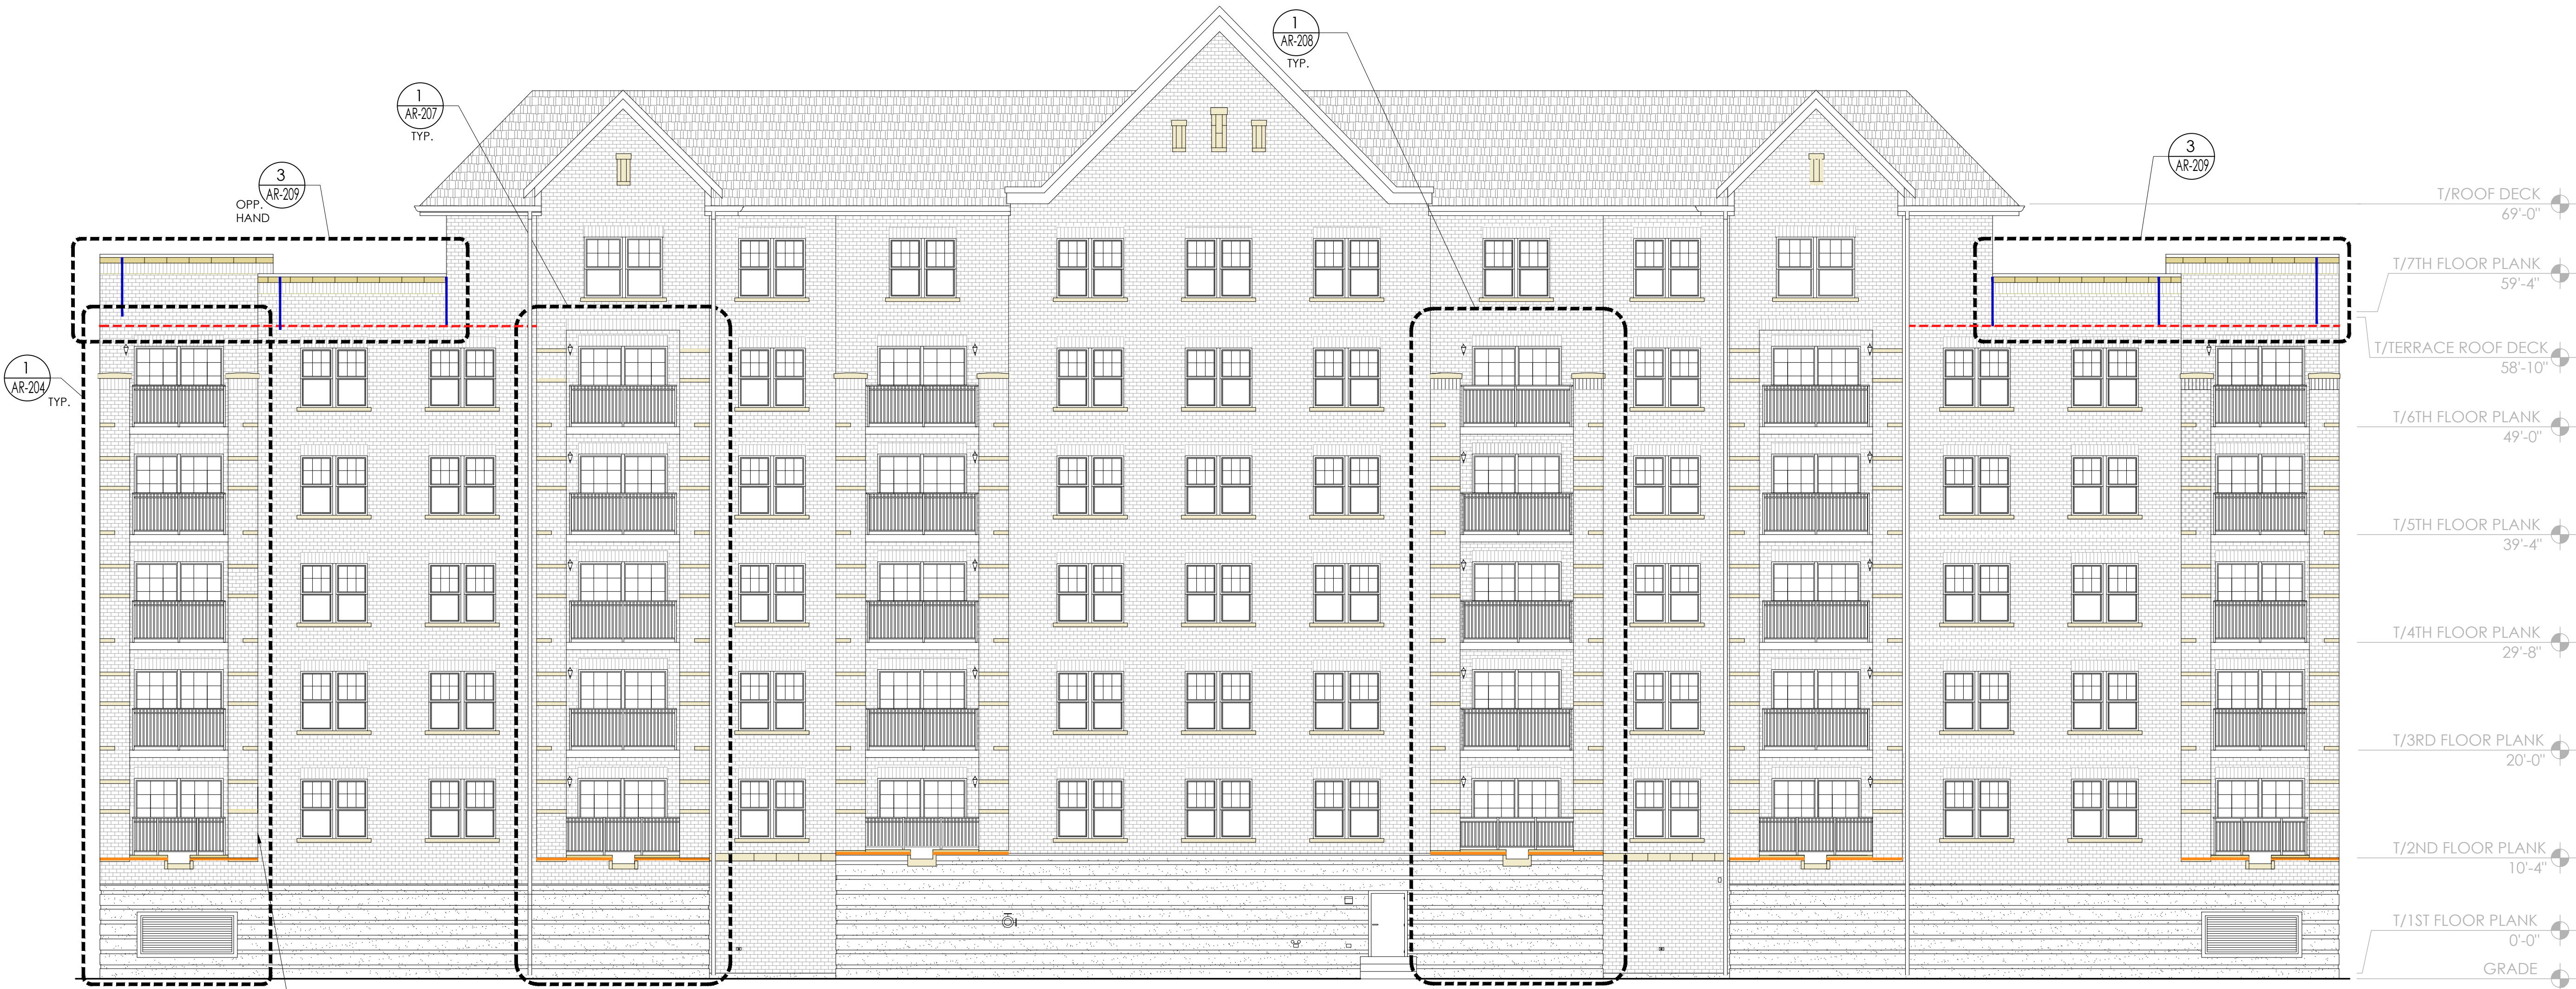 1
AR-208
TYP.
1
AR-207
TYP.
3
AR-209
OPP.
HAND
3
AR-209
1
AR-204
TYP.
T/ROOF DECK
69'-0"
T/7TH FLOOR PLANK
59'-4"
T/TERRACE ROOF DECK
58'-10"
T/6TH FLOOR PLANK
49'-0"
T/5TH FLOOR PLANK
39'-4"
T/4TH FLOOR PLANK
29'-8"
T/3RD FLOOR PLANK
20'-0"
T/2ND FLOOR PLANK
10'-4"
T/1ST FLOOR PLANK
0'-0"
GRADE